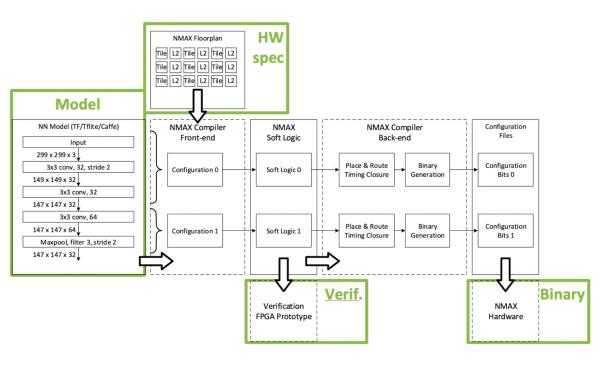 NMAX Floorplan
HW
spec
Tile L2 Tile L2 Tile L2
Tile L2 Tile L2 Tile L2
Tile L2 Tile L2 Tile L2
Model
NN Model (TF/Tflite/Caffe)
Input
299 x 299 x 3
3x3 conv, 32, stride 2
149 x 149 x 32
3x3 conv, 32
147 x 147 x 32
3x3 conv, 64
147 x 147 x 64
Maxpool, filter 3, stride 2
147 x 147 x 32
NMAX Compiler
Front-end
Configuration 0
Configuration 1
NMAX
Soft Logic
Soft Logic 0
Soft Logic 1
NMAX Compiler
Back-end
Place & Route
Timing Closure
Binary
Generation
Place & Route
Timing Closure
Binary
Generation
Configuration
Files
Configuration
Bits 0
Configuration
Bits 1
Verif.
Verification
FPGA Prototype
Binary
NMAX
Hardware